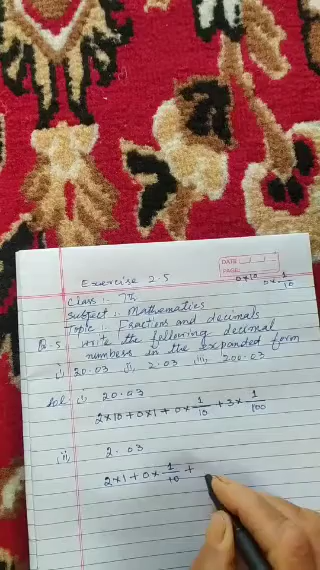 DATE
PAGE
Exercise 2.5
0×10
0×1/10
Class :- 7th
Subject :- Mathematics
Topic :- Fractions and decimals
Q.5 write the following decimal
numbers in the expanded form
i) 20.03 ii) 2.03 iii) 200.03
Sol: i) 20.03
2×10+0×1+0×1/10+3×1/100
ii) 2.03
2×1+0×1/10+